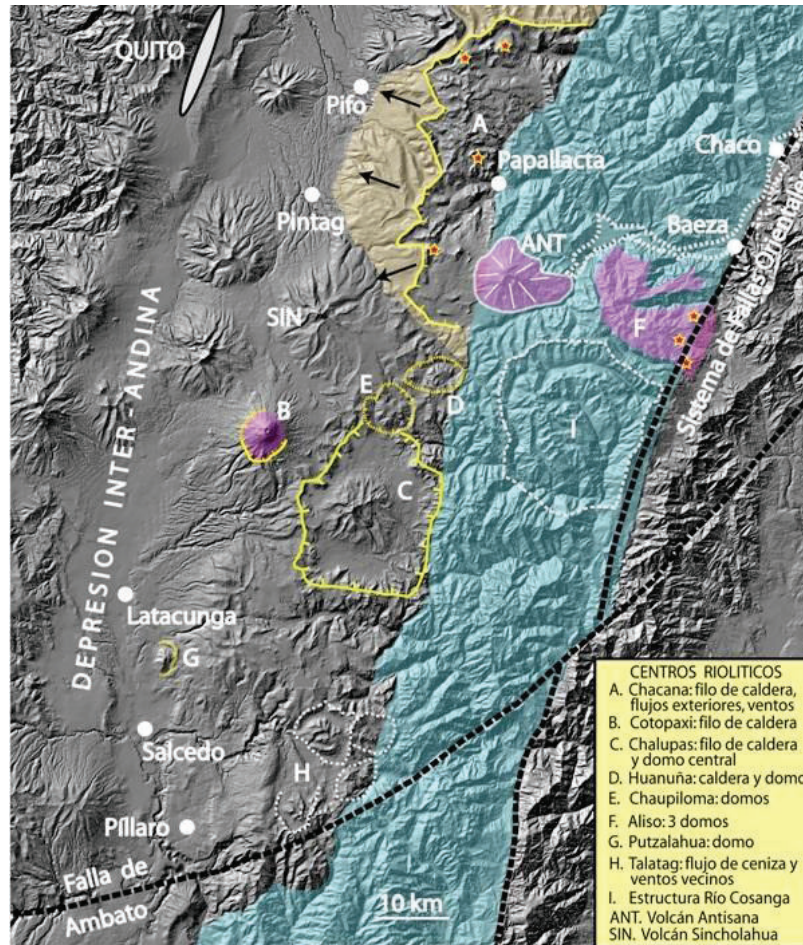 QUITO
Pifo
A
Papallacta
Chaco
Pintag
ANT
Baeza
SIN
F
Sistema de Fallas Orientale
DEPRESION INTER-ANDINA
E
D
B
I
C
Latacunga
G
Salcedo
H
Píllaro
Falla de
Ambato
10 km
CENTROS RIOLITICOS
A. Chacana: filo de caldera,
flujos exteriores, ventos
B. Cotopaxi: filo de caldera
C. Chalupas: filo de caldera
y domo central
D. Huanuña: caldera y domo
E. Chaupiloma: domos
F. Aliso: 3 domos
G. Putzalahua: domo
H. Talatag: flujo de ceniza y
ventos vecinos
I. Estructura Río Cosanga
ANT. Volcán Antisana
SIN. Volcán Sincholahua